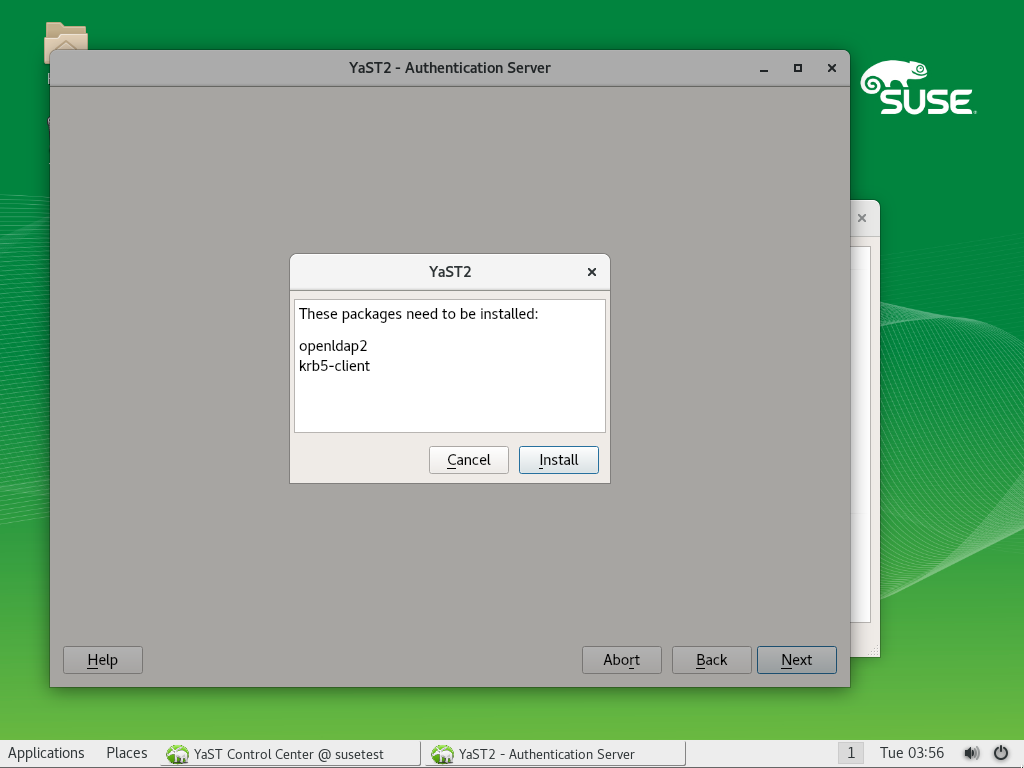 YaST2 - Authentication Server
SUSE
YaST2
These packages need to be installed:
openldap2
krb5-client
Cancel
Install
Help
Abort
Back
Next
Applications
Places
YaST Control Center @ susetest
YaST2 - Authentication Server
1
Tue 03:56